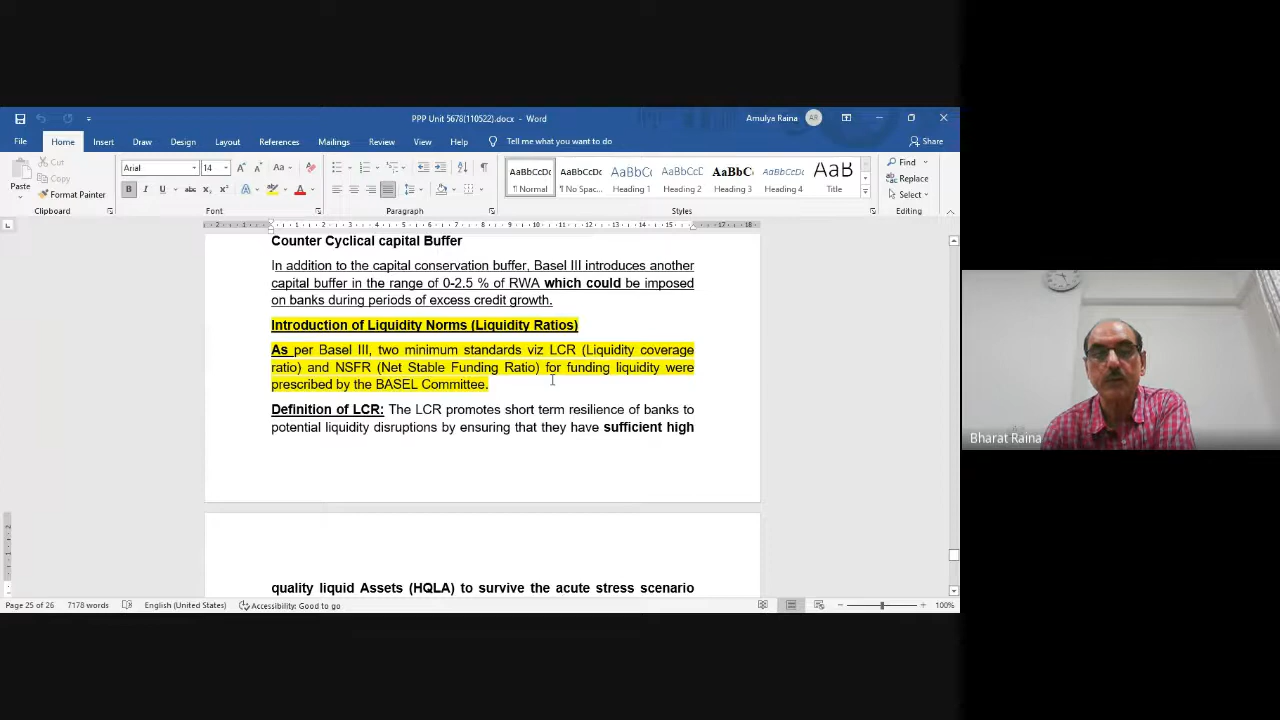 PPP Unit 5678(110522).docx - Word
Amulya Raina
AR
File
Home
Insert
Draw
Design
Layout
References
Mailings
Review
View
Help
Tell me what you want to do
Share
Paste
Cut
Copy
Format Painter
Clipboard
Arial
14
Font
Paragraph
AaBbCcDc
¶ Normal
AaBbCcDc
¶ No Spac...
AaBbC(
Heading 1
AaBbCcC
Heading 2
AaBbC
Heading 3
AaBbCcD
Heading 4
AaB
Title
Styles
Find
Replace
Select
Editing
Counter Cyclical capital Buffer
In addition to the capital conservation buffer, Basel III introduces another
capital buffer in the range of 0-2.5 % of RWA which could be imposed
on banks during periods of excess credit growth.
Introduction of Liquidity Norms (Liquidity Ratios)
As per Basel III, two minimum standards viz LCR (Liquidity coverage
ratio) and NSFR (Net Stable Funding Ratio) for funding liquidity were
prescribed by the BASEL Committee.
Definition of LCR: The LCR promotes short term resilience of banks to
potential liquidity disruptions by ensuring that they have sufficient high
quality liquid Assets (HQLA) to survive the acute stress scenario
Page 25 of 26
7178 words
English (United States)
Accessibility: Good to go
100%
Bharat Raina